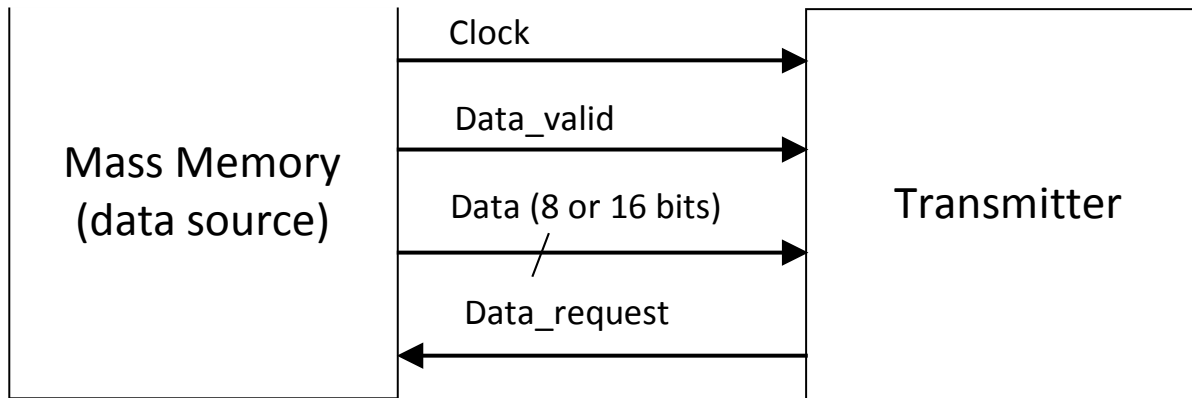 Clock
Data_valid
Mass Memory
(data source)
Data (8 or 16 bits)
Transmitter
Data_request